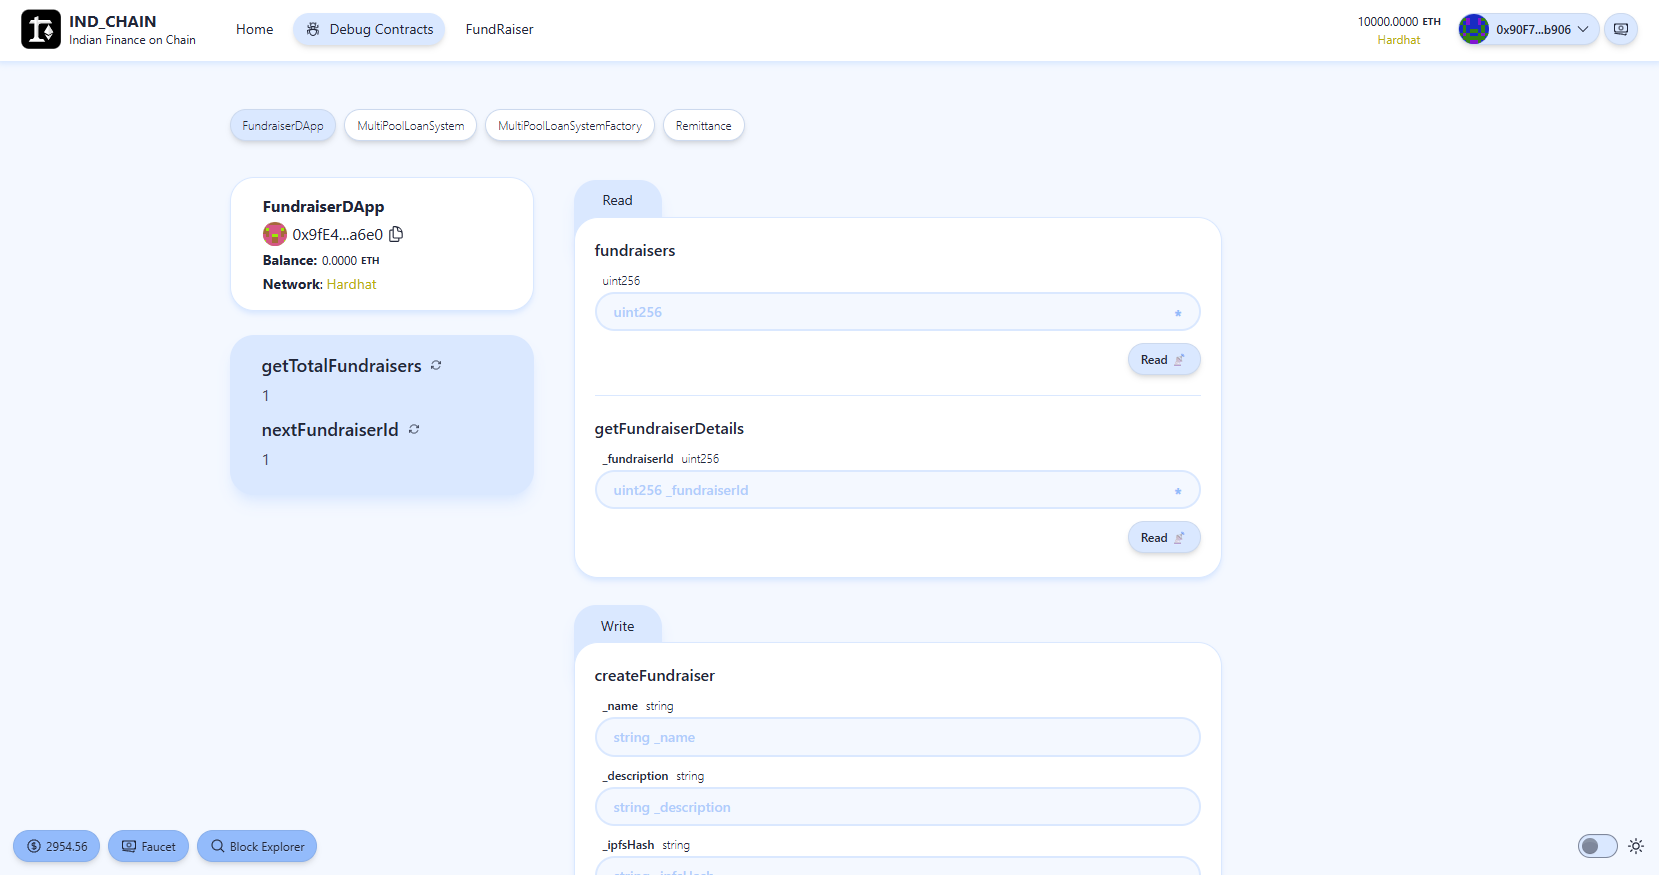 IND_CHAIN
Indian Finance on Chain
Home
Debug Contracts
FundRaiser
10000.0000 ETH
Hardhat
0x90F7...b906
FundraiserDApp
MultiPoolLoanSystem
MultiPoolLoanSystemFactory
Remittance
FundraiserDApp
0x9fE4...a6e0
Balance: 0.0000 ETH
Network: Hardhat
getTotalFundraisers
1
nextFundraiserId
1
Read
fundraisers
uint256
uint256 *
Read
getFundraiserDetails
_fundraiserId uint256
uint256 _fundraiserId *
Read
Write
createFundraiser
_name string
string _name
_description string
string _description
_ipfsHash string
string _ipfsHash
2954.56
Faucet
Block Explorer